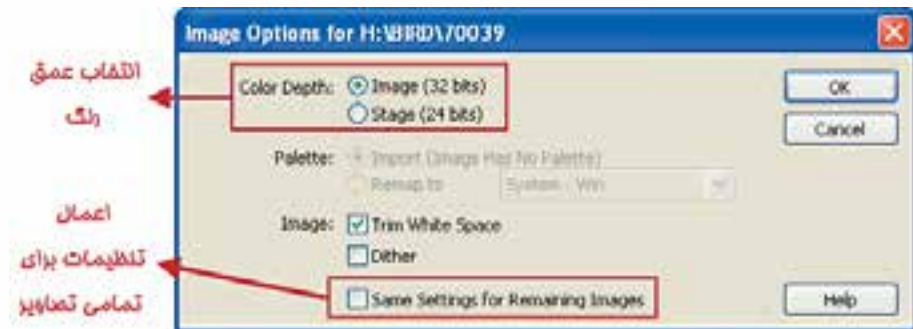 Image Options for H:\BIRD\70039
انتخاب عمق
رنگ
Color Depth: Image (32 bits)
Stage (24 bits)
OK
Cancel
Palette: Import (Image Has No Palette)
Remap to System - Win
Image: Trim White Space
Dither
Same Settings for Remaining Images
Help
اعمال
تنظیمات برای
تمامی تصاویر